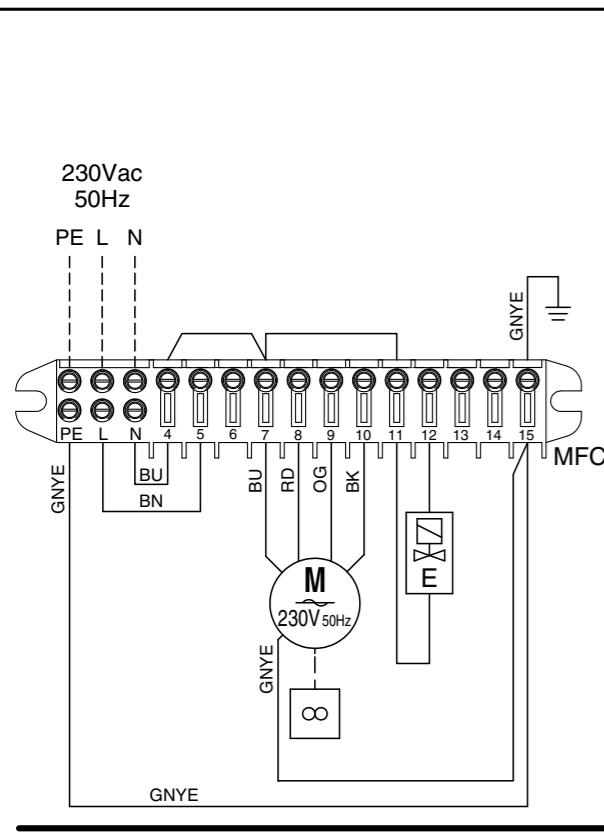 230Vac
50Hz
PE L N
GNYE
PE L N 4 5 6 7 8 9 10 11 12 13 14 15
MFC
GNYE
BU
BN
BU RD OG BK
E
M
230V 50Hz
GNYE
GNYE